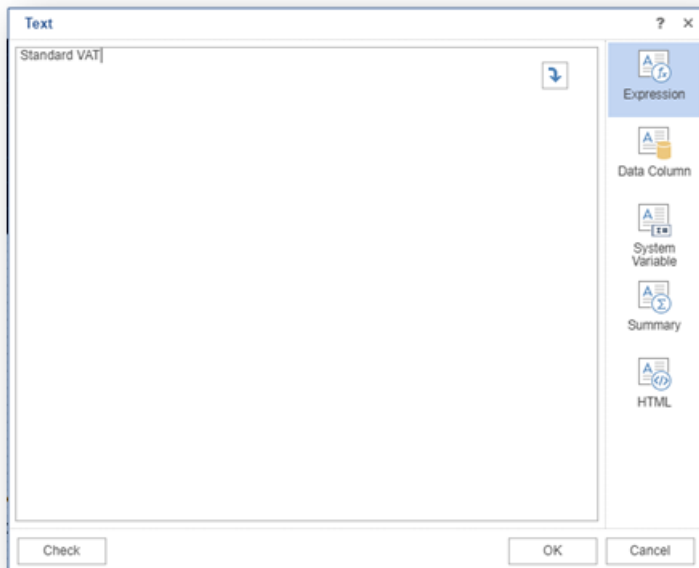 Text ? ×
Standard VAT
Expression
Data Column
System
Variable
Summary
HTML
Check
OK
Cancel